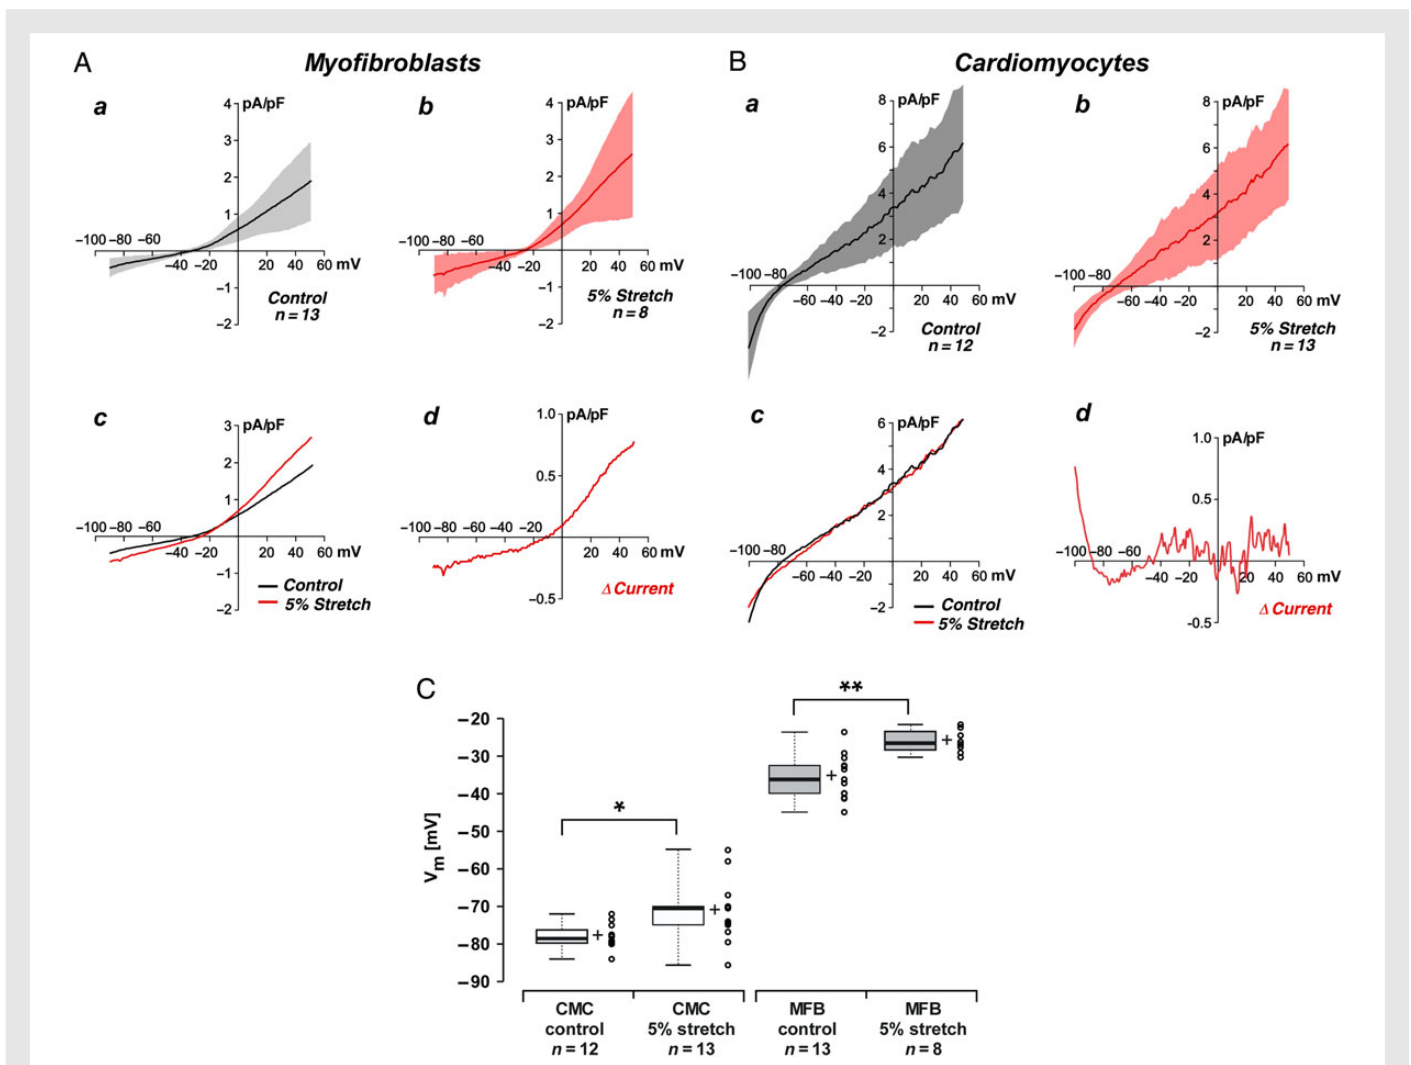 A Myofibroblasts
B Cardiomyocytes
a
pA/pF
4
3
2
1
−100 −80 −60
−40 −20
20 40 60 mV
−1
−2
Control
n = 13
b
pA/pF
4
3
2
1
−100 −80 −60
−40 −20
20 40 60 mV
−1
−2
5% Stretch
n = 8
a
pA/pF
8
6
4
2
−100 −80
−60 −40 −20
20 40 60 mV
−2
Control
n = 12
b
pA/pF
8
6
4
2
−100 −80
−60 −40 −20
20 40 60 mV
−2
5% Stretch
n = 13
c
pA/pF
3
2
1
−100 −80 −60
−40 −20
20 40 60 mV
−1
−2
Control
5% Stretch
d
pA/pF
1.0
0.5
−100 −80 −60 −40 −20
20 40 60 mV
−0.5
Δ Current
c
pA/pF
6
4
2
−100 −80
−60 −40 −20
20 40 60 mV
−2
Control
5% Stretch
d
pA/pF
1.0
0.5
−100 −80 −60
−40 −20
20 40 60 mV
-0.5
Δ Current
C
Vm [mV]
−20
−30
−40
−50
−60
−70
−80
−90
*
**
CMC
control
n = 12
CMC
5% stretch
n = 13
MFB
control
n = 13
MFB
5% stretch
n = 8